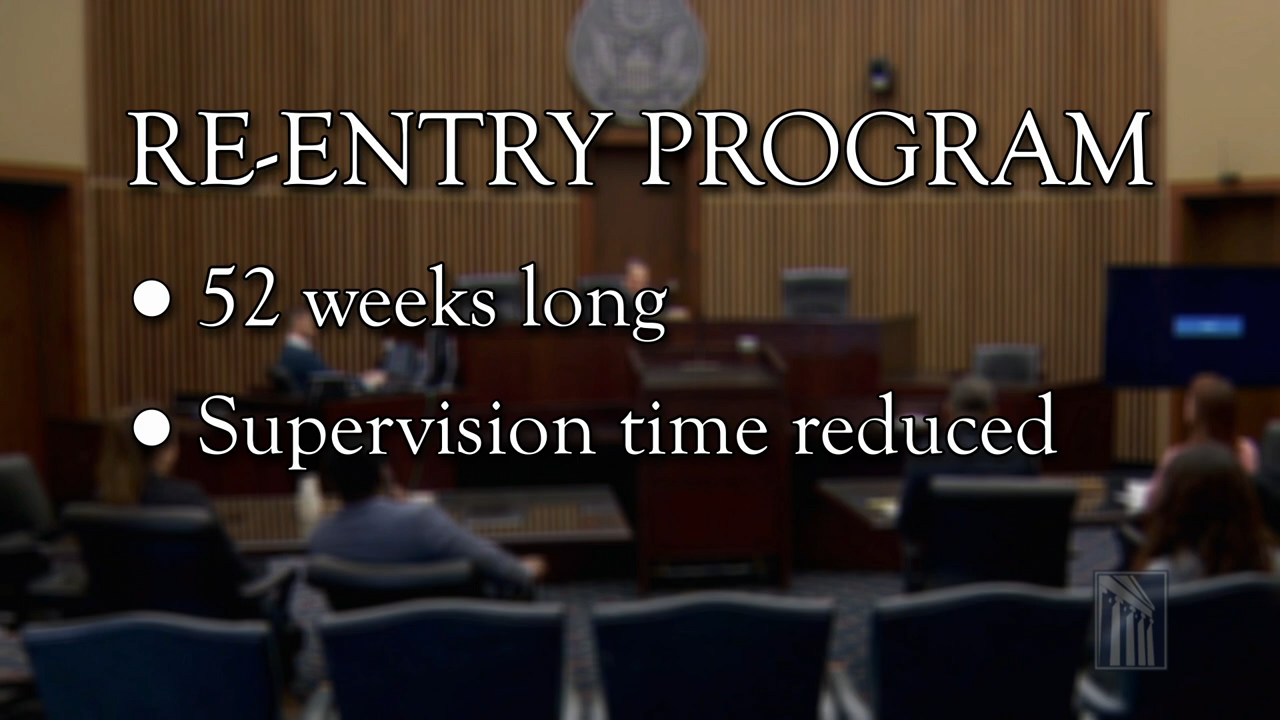 RE-ENTRY PROGRAM
● 52 weeks long
● Supervision time reduced